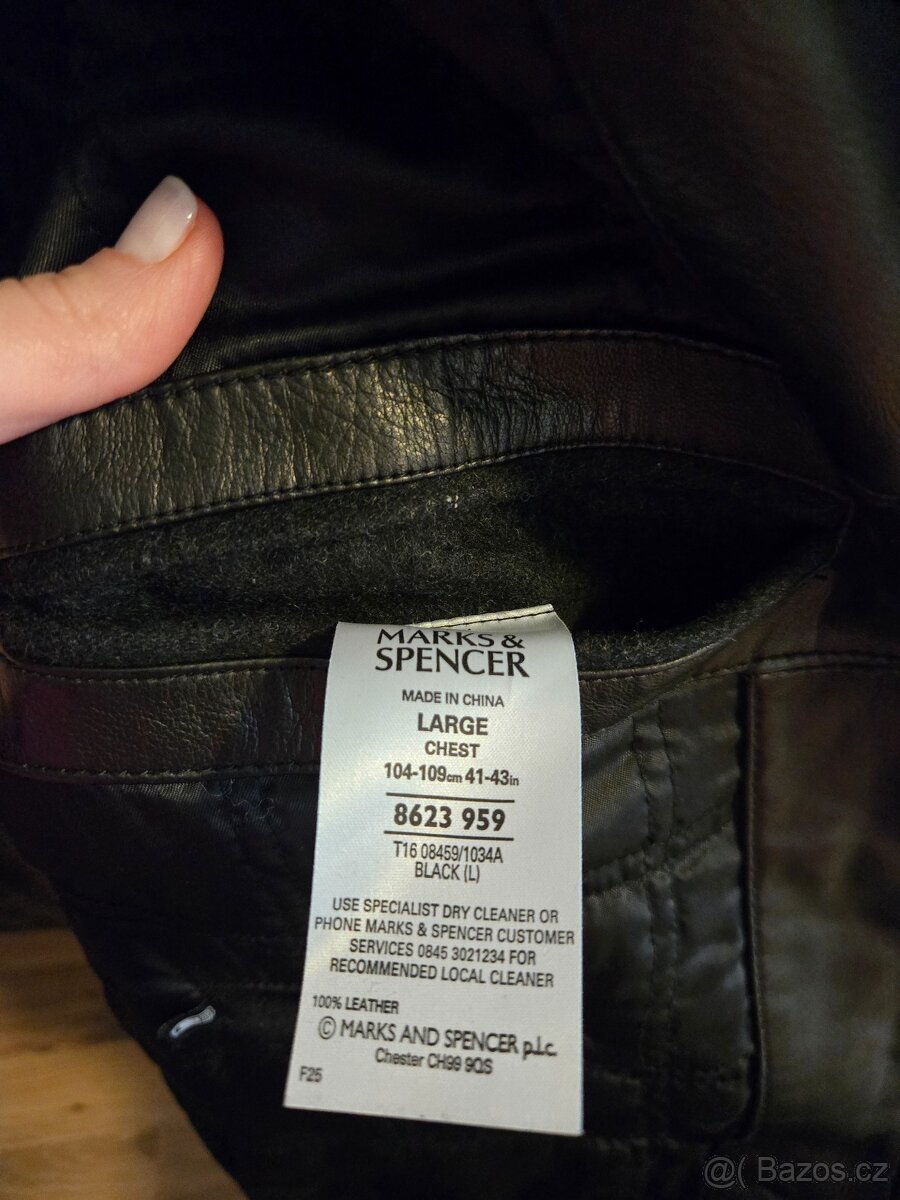 MARKS &
SPENCER
MADE IN CHINA
LARGE
CHEST
104-109cm 41-43in
8623 959
T16 08459/1034A
BLACK (L)
USE SPECIALIST DRY CLEANER OR
PHONE MARKS & SPENCER CUSTOMER
SERVICES 0845 3021234 FOR
RECOMMENDED LOCAL CLEANER
100% LEATHER
© MARKS AND SPENCER p.l.c.
Chester CH99 9QS
F25
@( Bazos.cz